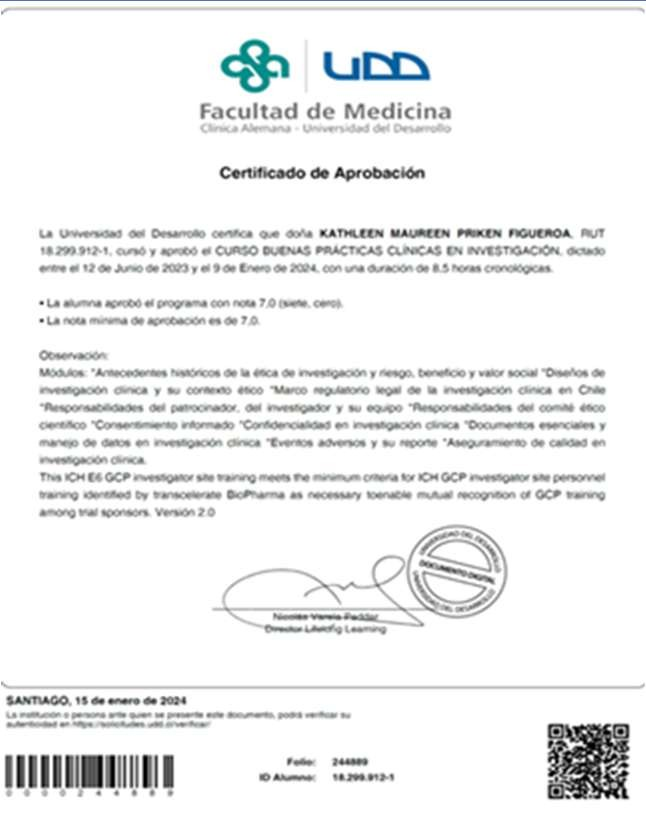 UDD
Facultad de Medicina
Clínica Alemana - Universidad del Desarrollo
Certificado de Aprobación
La Universidad del Desarrollo certifica que doña KATHLEEN MAUREEN PRIKEN FIGUEROA, RUT
18.299.912-1, cursó y aprobó el CURSO BUENAS PRÁCTICAS CLÍNICAS EN INVESTIGACIÓN, dictado
entre el 12 de Junio de 2023 y el 9 de Enero de 2024, con una duración de 8,5 horas cronológicas.
• La alumna aprobó el programa con nota 7,0 (siete, cero).
• La nota mínima de aprobación es de 7,0.
Observación:
Módulos: "Antecedentes históricos de la ética de investigación y riesgo, beneficio y valor social "Diseños de
investigación clínica y su contexto ético "Marco regulatorio legal de la investigación clínica en Chile
"Responsabilidades del patrocinador, del investigador y su equipo "Responsabilidades del comité ético
científico "Consentimiento informado "Confidencialidad en investigación clínica "Documentos esenciales y
manejo de datos en investigación clínica "Eventos adversos y su reporte "Aseguramiento de calidad en
investigación clínica.
This ICH E6 GCP investigator site training meets the minimum criteria for ICH GCP investigator site personnel
training identified by transcelerate BioPharma as necessary toenable mutual recognition of GCP training
among trial sponsors. Versión 2.0
UNIVERSIDAD DEL DESARROLLO
DOCUMENTO DIGITAL
UNIVERSIDAD DEL DESARROLLO
Nicolás Varela
Director Learning
SANTIAGO, 15 de enero de 2024
La institución o persona ante quien se presente este documento, podrá verificar su
autenticidad en https://solicitudes.udd.cl/verificar/
Folio: 244889
ID Alumno: 18.299.912-1
0 0 0 0 2 4 4 8 8 9